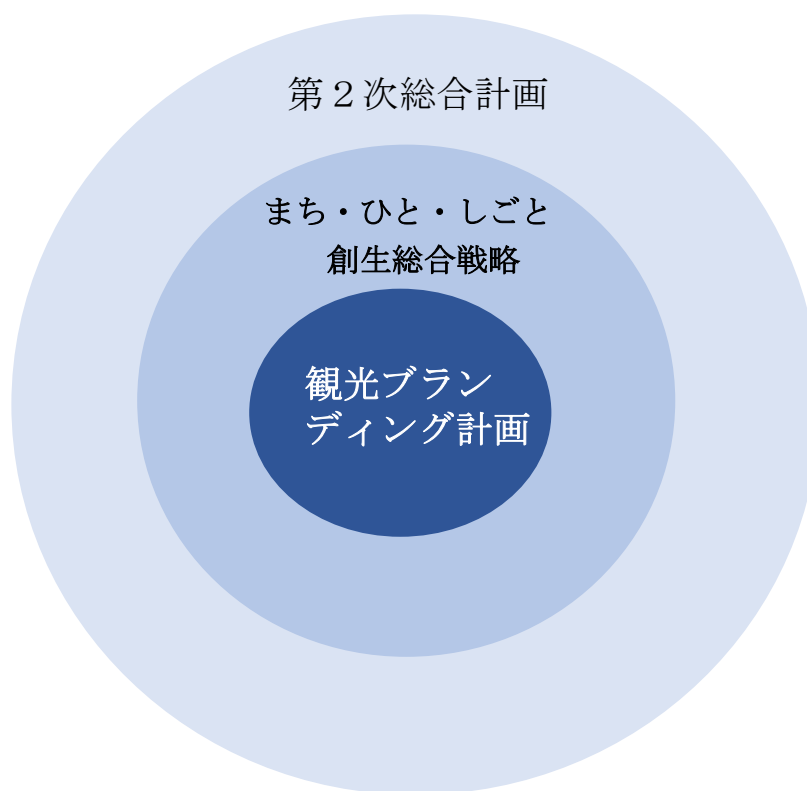 第２次総合計画
まち・ひと・しごと
創生総合戦略
観光ブラン
ディング計画